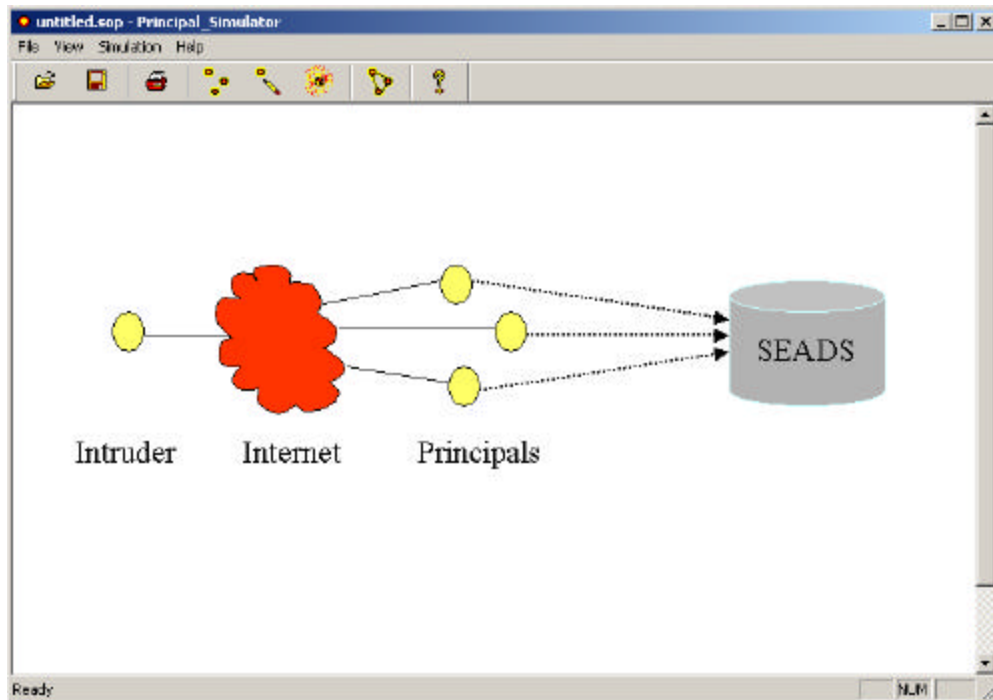 untitled.sop - Principal_Simulator
File View Simulation Help
SEADS
Intruder Internet Principals
Ready NUM